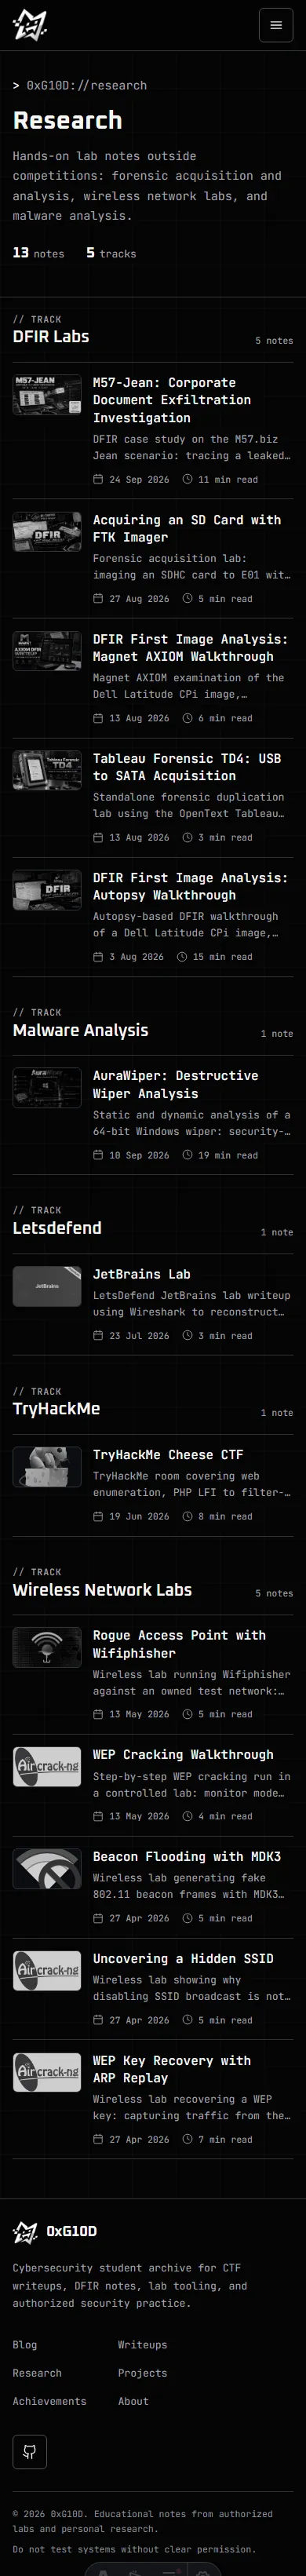 > 0xG10D://research
Research
Hands-on lab notes outside
competitions: forensic acquisition and
analysis, wireless network labs, and
malware analysis.
13 notes 5 tracks
// TRACK
DFIR Labs
5 notes
M57-JEAN
M57-Jean: Corporate
Document Exfiltration
Investigation
DFIR case study on the M57.biz
Jean scenario: tracing a leaked…
24 Sep 2026 11 min read
DFIR
Acquiring an SD Card with
FTK Imager
Forensic acquisition lab:
imaging an SDHC card to E01 wit…
27 Aug 2026 5 min read
AXIOM DFIR
WRITEUP
DFIR First Image Analysis:
Magnet AXIOM Walkthrough
Magnet AXIOM examination of the
Dell Latitude CPi image,…
13 Aug 2026 6 min read
Tableau Forensic
TD4
Tableau Forensic TD4: USB
to SATA Acquisition
Standalone forensic duplication
lab using the OpenText Tableau…
13 Aug 2026 3 min read
DFIR
DFIR First Image Analysis:
Autopsy Walkthrough
Autopsy-based DFIR walkthrough
of a Dell Latitude CPi image,…
3 Aug 2026 15 min read
// TRACK
Malware Analysis
1 note
AuraWiper
AuraWiper: Destructive
Wiper Analysis
Static and dynamic analysis of a
64-bit Windows wiper: security-…
10 Sep 2026 19 min read
// TRACK
Letsdefend
1 note
JetBrains
JetBrains Lab
LetsDefend JetBrains lab writeup
using Wireshark to reconstruct…
23 Jul 2026 3 min read
// TRACK
TryHackMe
1 note
TryHackMe Cheese CTF
TryHackMe room covering web
enumeration, PHP LFI to filter-…
19 Jun 2026 8 min read
// TRACK
Wireless Network Labs
5 notes
Rogue Access Point with
Wifiphisher
Wireless lab running Wifiphisher
against an owned test network:…
13 May 2026 5 min read
Aircrack-ng
WEP Cracking Walkthrough
Step-by-step WEP cracking run in
a controlled lab: monitor mode…
13 May 2026 4 min read
Beacon Flooding with MDK3
Wireless lab generating fake
802.11 beacon frames with MDK3…
27 Apr 2026 5 min read
Aircrack-ng
Uncovering a Hidden SSID
Wireless lab showing why
disabling SSID broadcast is not…
27 Apr 2026 5 min read
Aircrack-ng
WEP Key Recovery with
ARP Replay
Wireless lab recovering a WEP
key: capturing traffic from the…
27 Apr 2026 7 min read
0xG10D
Cybersecurity student archive for CTF
writeups, DFIR notes, lab tooling, and
authorized security practice.
Blog Writeups
Research Projects
Achievements About
© 2026 0xG10D. Educational notes from authorized
labs and personal research.
Do not test systems without clear permission.